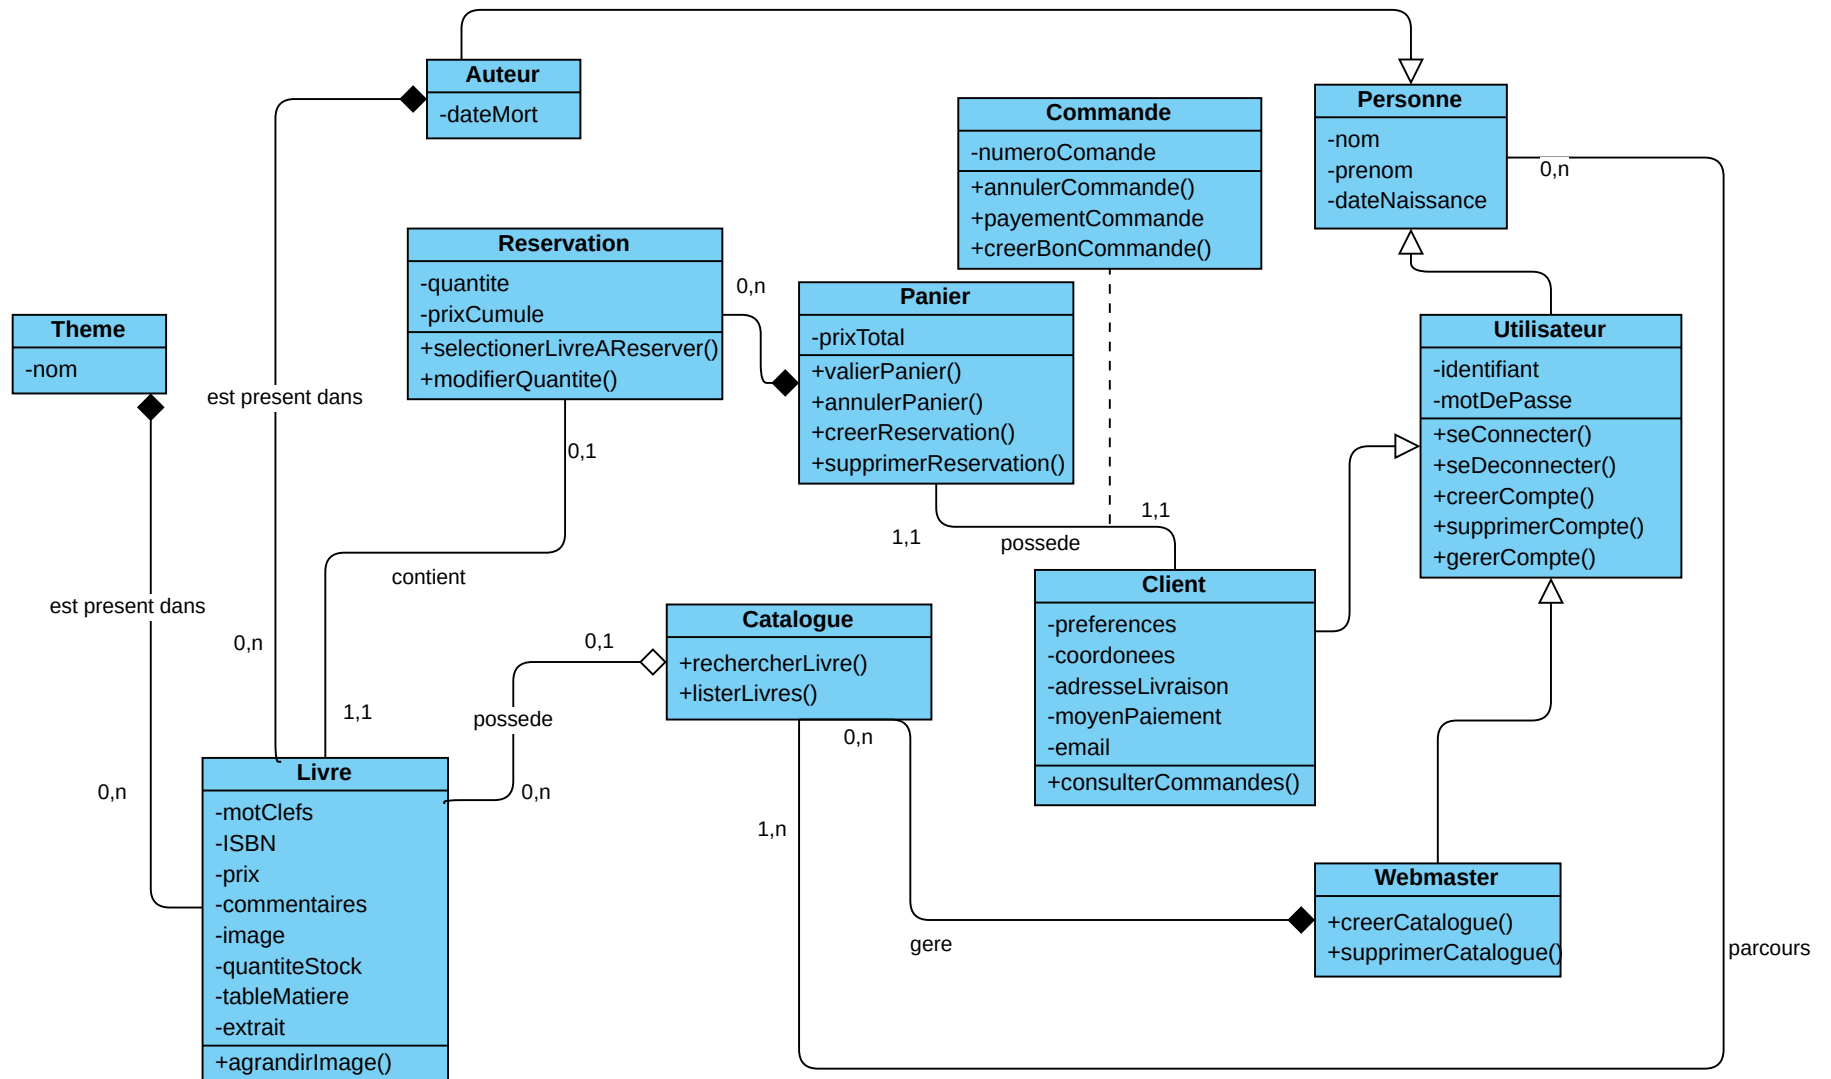 Auteur
-dateMort
Personne
-nom
-prenom
-dateNaissance
0,n
Commande
-numeroComande
+annulerCommande()
+payementCommande
+creerBonCommande()
Reservation
-quantite
-prixCumule
+selectionerLivreAReserver()
+modifierQuantite()
0,n
Panier
-prixTotal
+valierPanier()
+annulerPanier()
+creerReservation()
+supprimerReservation()
Theme
-nom
Utilisateur
-identifiant
-motDePasse
+seConnecter()
+seDeconnecter()
+creerCompte()
+supprimerCompte()
+gererCompte()
est present dans
0,1
1,1
1,1
possede
contient
est present dans
0,n
0,1
Catalogue
+rechercherLivre()
+listerLivres()
Client
-preferences
-coordonees
-adresseLivraison
-moyenPaiement
-email
+consulterCommandes()
1,1
possede
0,n
0,n
0,n
1,n
Livre
-motClefs
-ISBN
-prix
-commentaires
-image
-quantiteStock
-tableMatiere
-extrait
+agrandirImage()
gere
Webmaster
+creerCatalogue()
+supprimerCatalogue()
parcours